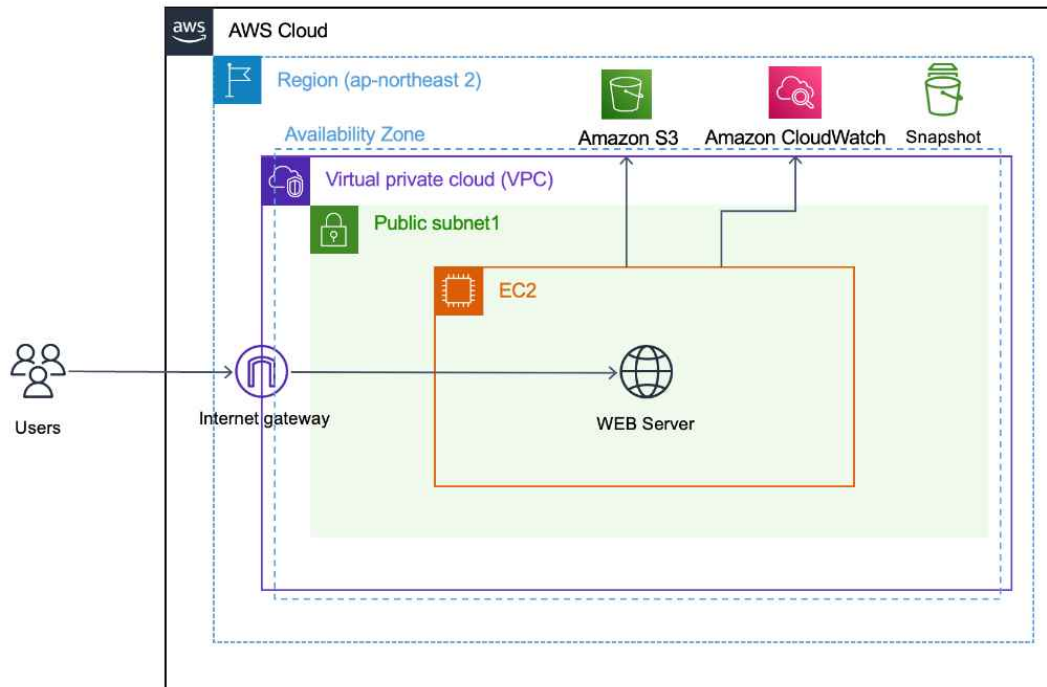 aws
AWS Cloud
Region (ap-northeast 2)
Amazon S3
Amazon CloudWatch
Snapshot
Availability Zone
Virtual private cloud (VPC)
Public subnet1
EC2
Users
Internet gateway
WEB Server